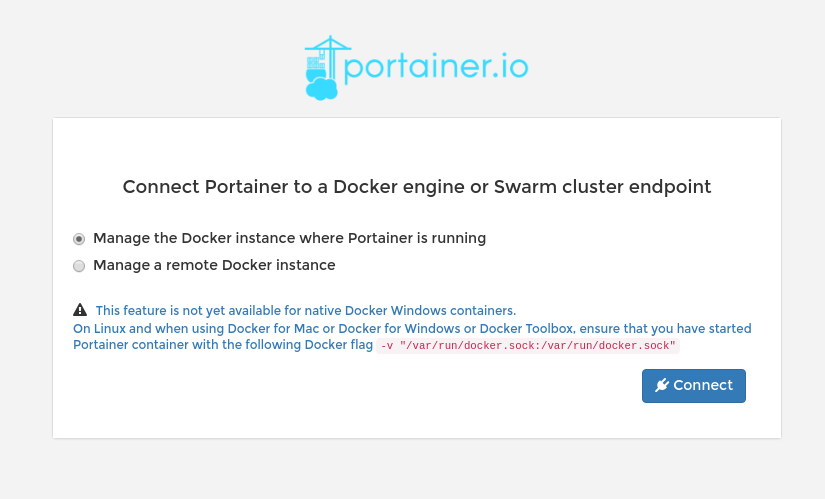 portainer.io
Connect Portainer to a Docker engine or Swarm cluster endpoint
Manage the Docker instance where Portainer is running
Manage a remote Docker instance
This feature is not yet available for native Docker Windows containers.
On Linux and when using Docker for Mac or Docker for Windows or Docker Toolbox, ensure that you have started
Portainer container with the following Docker flag -v "/var/run/docker.sock:/var/run/docker.sock"
Connect